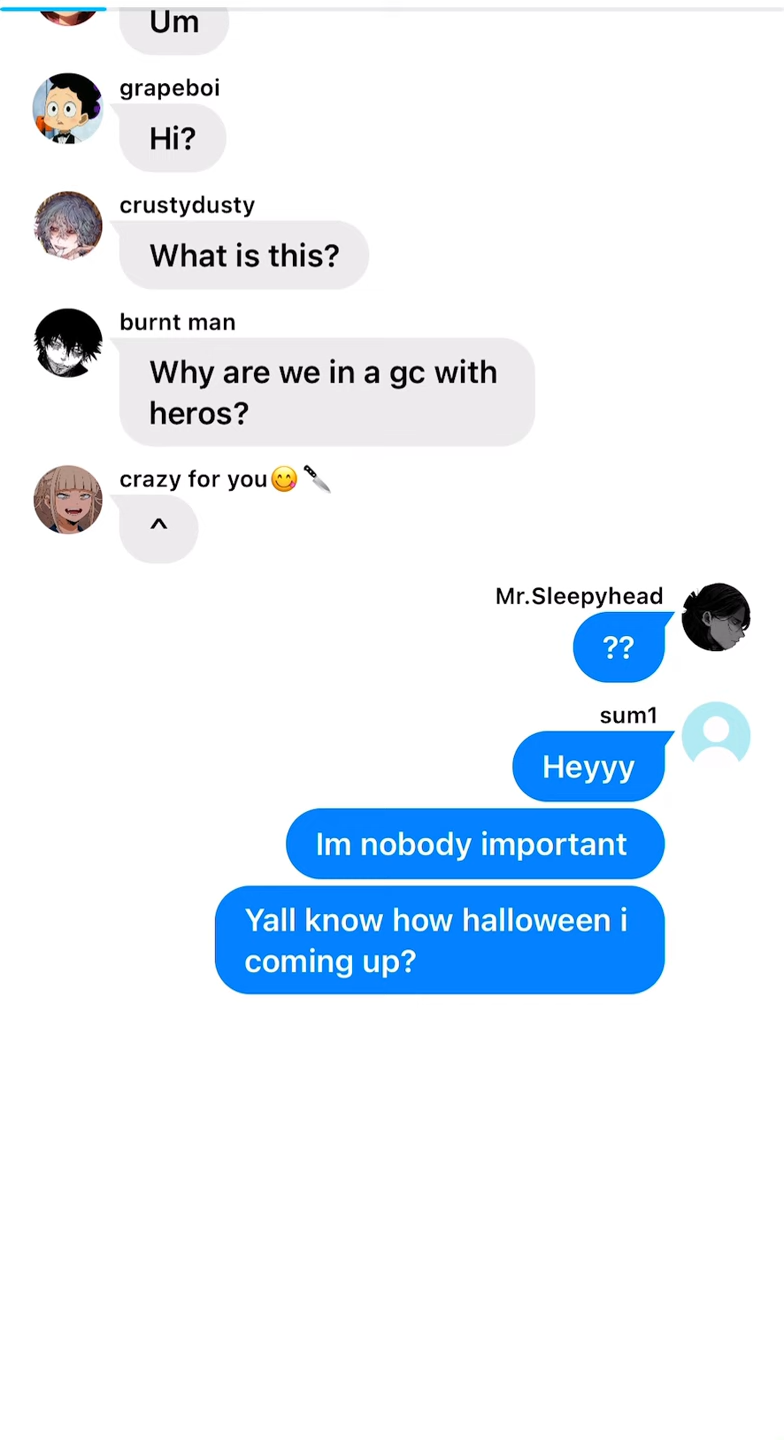 Um
grapeboi
Hi?
crustydusty
What is this?
burnt man
Why are we in a gc with
heros?
crazy for you😋🔪
^
Mr.Sleepyhead
??
sum1
Heyyy
Im nobody important
Yall know how halloween i
coming up?